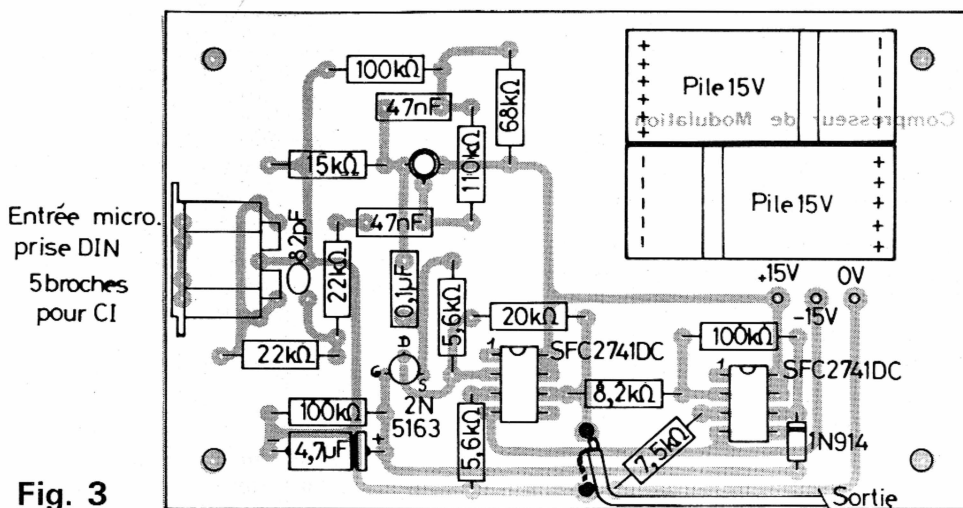 100kΩ
47nF
68kΩ
110kΩ
15kΩ
47nF
+ + + + + +
Pile 15V
- - - - - -
Compresseur de Modulation
- - - - - -
Pile 15V
+ + + + + +
Entrée micro.
prise DIN
5 broches
pour CI
82pF
22kΩ
0,1µF
5,6kΩ
+15V
0V
-15V
20kΩ
100kΩ
22kΩ
A
G
S
2N
5163
1
SFC2741DC
8,2kΩ
1
SFC2741DC
100kΩ
4,7µF
+
5,6kΩ
7,5kΩ
1N914
Sortie
Fig. 3